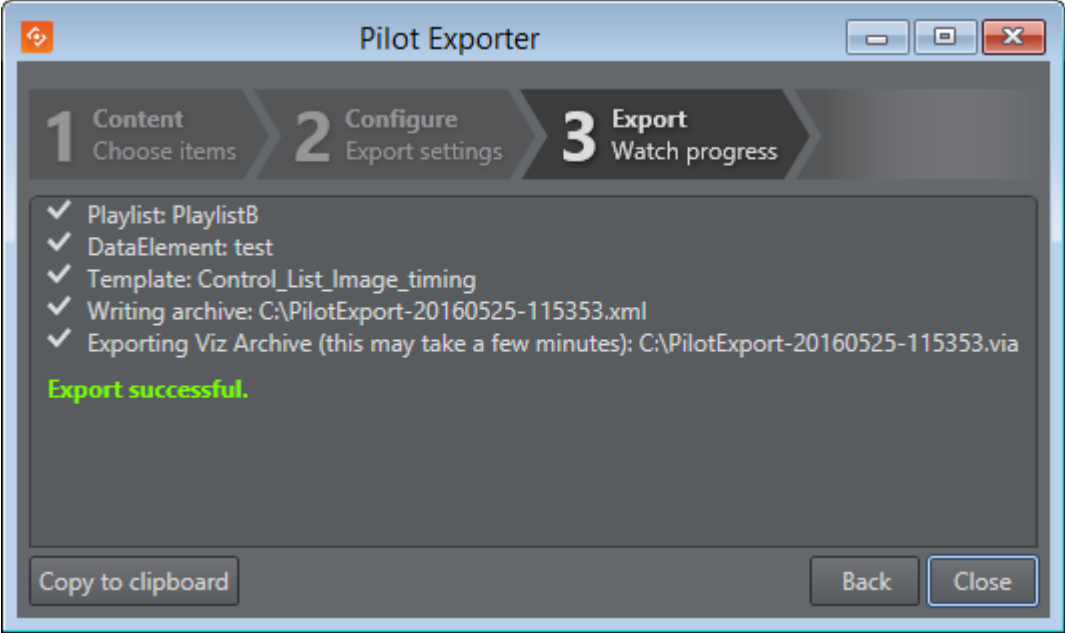 Pilot Exporter
1 Content
Choose items
2 Configure
Export settings
3 Export
Watch progress
Playlist: PlaylistB
DataElement: test
Template: Control_List_Image_timing
Writing archive: C:\PilotExport-20160525-115353.xml
Exporting Viz Archive (this may take a few minutes): C:\PilotExport-20160525-115353.via
Export successful.
Copy to clipboard
Back
Close